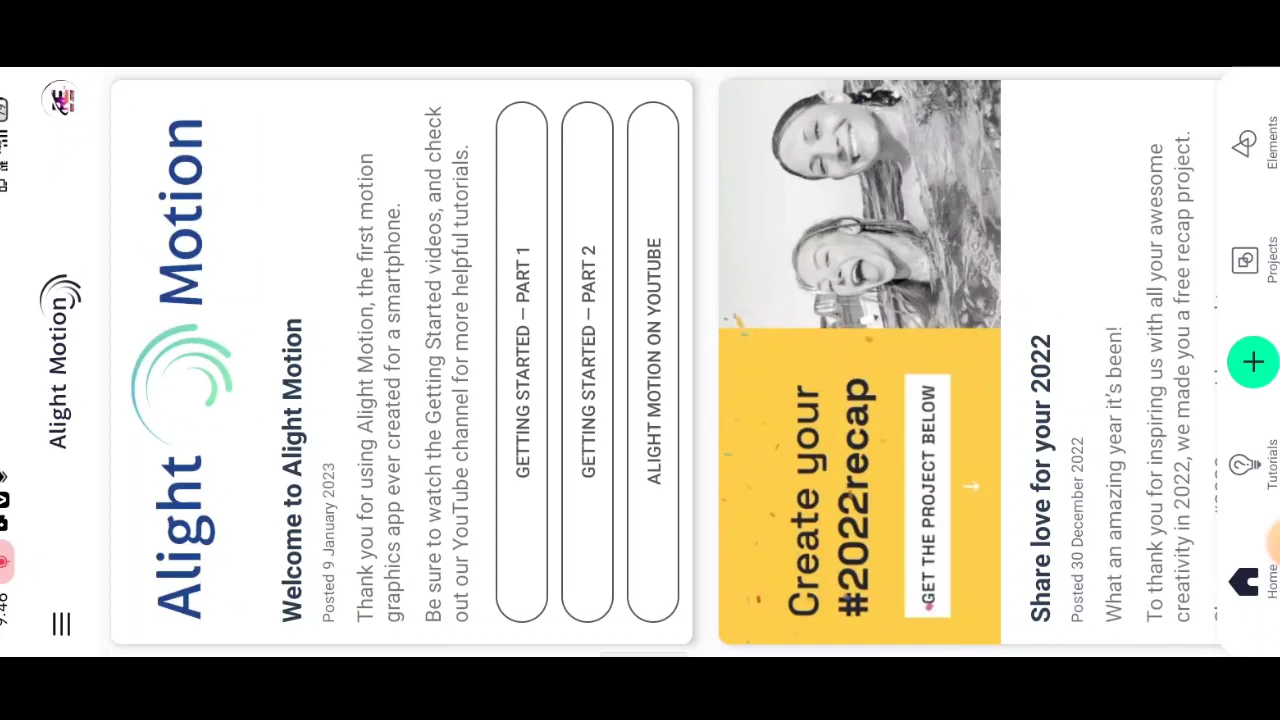 9:46
79
Alight Motion
Alight Motion
Welcome to Alight Motion
Posted 9 January 2023
Thank you for using Alight Motion, the first motion
graphics app ever created for a smartphone.
Be sure to watch the Getting Started videos, and check
out our YouTube channel for more helpful tutorials.
GETTING STARTED – PART 1
GETTING STARTED – PART 2
ALIGHT MOTION ON YOUTUBE
Create your
#2022recap
GET THE PROJECT BELOW
Share love for your 2022
Posted 30 December 2022
What an amazing year it's been!
To thank you for inspiring us with all your awesome
creativity in 2022, we made you a free recap project.
Home
Tutorials
Projects
Elements